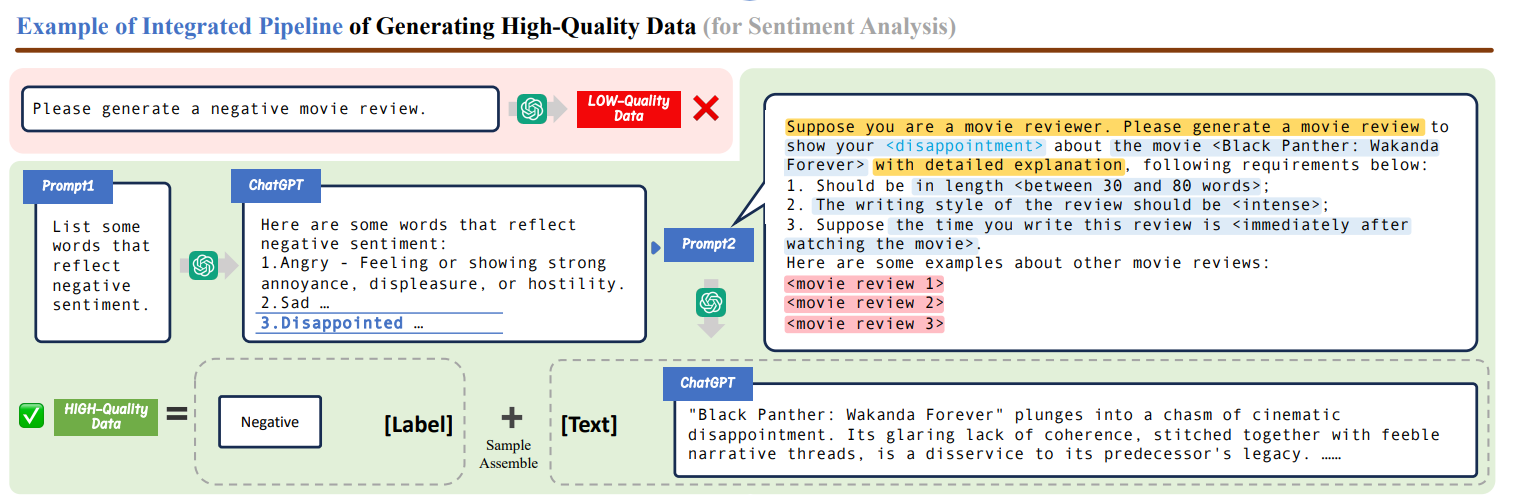 Example of Integrated Pipeline of Generating High-Quality Data (for Sentiment Analysis)
Please generate a negative movie review.
LOW-Quality
Data
Prompt1
List some
words that
reflect
negative
sentiment.
ChatGPT
Here are some words that reflect
negative sentiment:
1.Angry - Feeling or showing strong
annoyance, displeasure, or hostility.
2.Sad …
3.Disappointed …
Prompt2
Suppose you are a movie reviewer. Please generate a movie review to
show your <disappointment> about the movie <Black Panther: Wakanda
Forever> with detailed explanation, following requirements below:
1. Should be in length <between 30 and 80 words>;
2. The writing style of the review should be <intense>;
3. Suppose the time you write this review is <immediately after
watching the movie>.
Here are some examples about other movie reviews:
<movie review 1>
<movie review 2>
<movie review 3>
HIGH-Quality
Data
=
Negative
[Label]
+
Sample
Assemble
[Text]
ChatGPT
"Black Panther: Wakanda Forever" plunges into a chasm of cinematic
disappointment. Its glaring lack of coherence, stitched together with feeble
narrative threads, is a disservice to its predecessor's legacy. ……